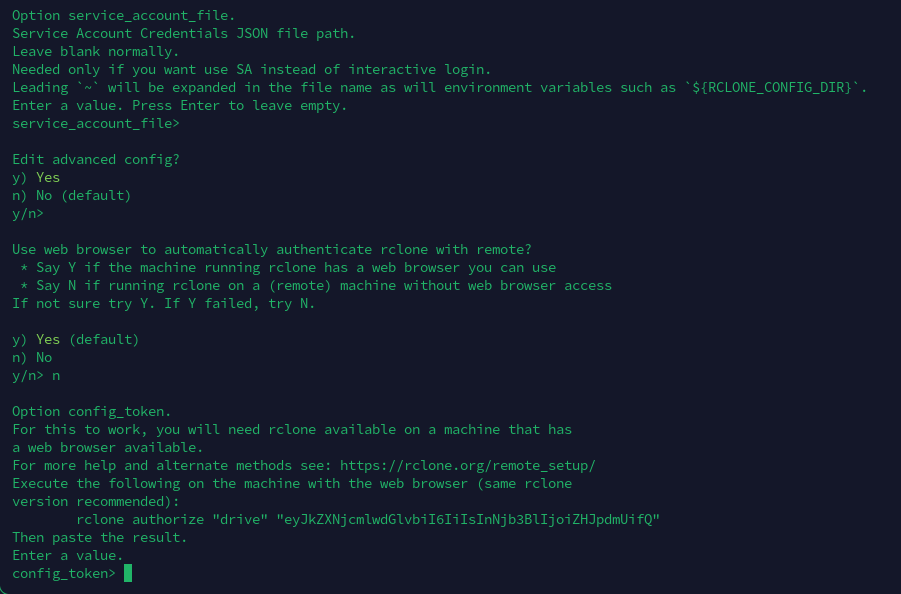 Option service_account_file.
Service Account Credentials JSON file path.
Leave blank normally.
Needed only if you want use SA instead of interactive login.
Leading `~` will be expanded in the file name as will environment variables such as `${RCLONE_CONFIG_DIR}`.
Enter a value. Press Enter to leave empty.
service_account_file>

Edit advanced config?
y) Yes
n) No (default)
y/n>

Use web browser to automatically authenticate rclone with remote?
 * Say Y if the machine running rclone has a web browser you can use
 * Say N if running rclone on a (remote) machine without web browser access
If not sure try Y. If Y failed, try N.

y) Yes (default)
n) No
y/n> n

Option config_token.
For this to work, you will need rclone available on a machine that has
a web browser available.
For more help and alternate methods see: https://rclone.org/remote_setup/
Execute the following on the machine with the web browser (same rclone
version recommended):
        rclone authorize "drive" "eyJkZXNjcmlwdGlvbiI6IiIsInNjb3BlIjoiZHJpdmUifQ"
Then paste the result.
Enter a value.
config_token>